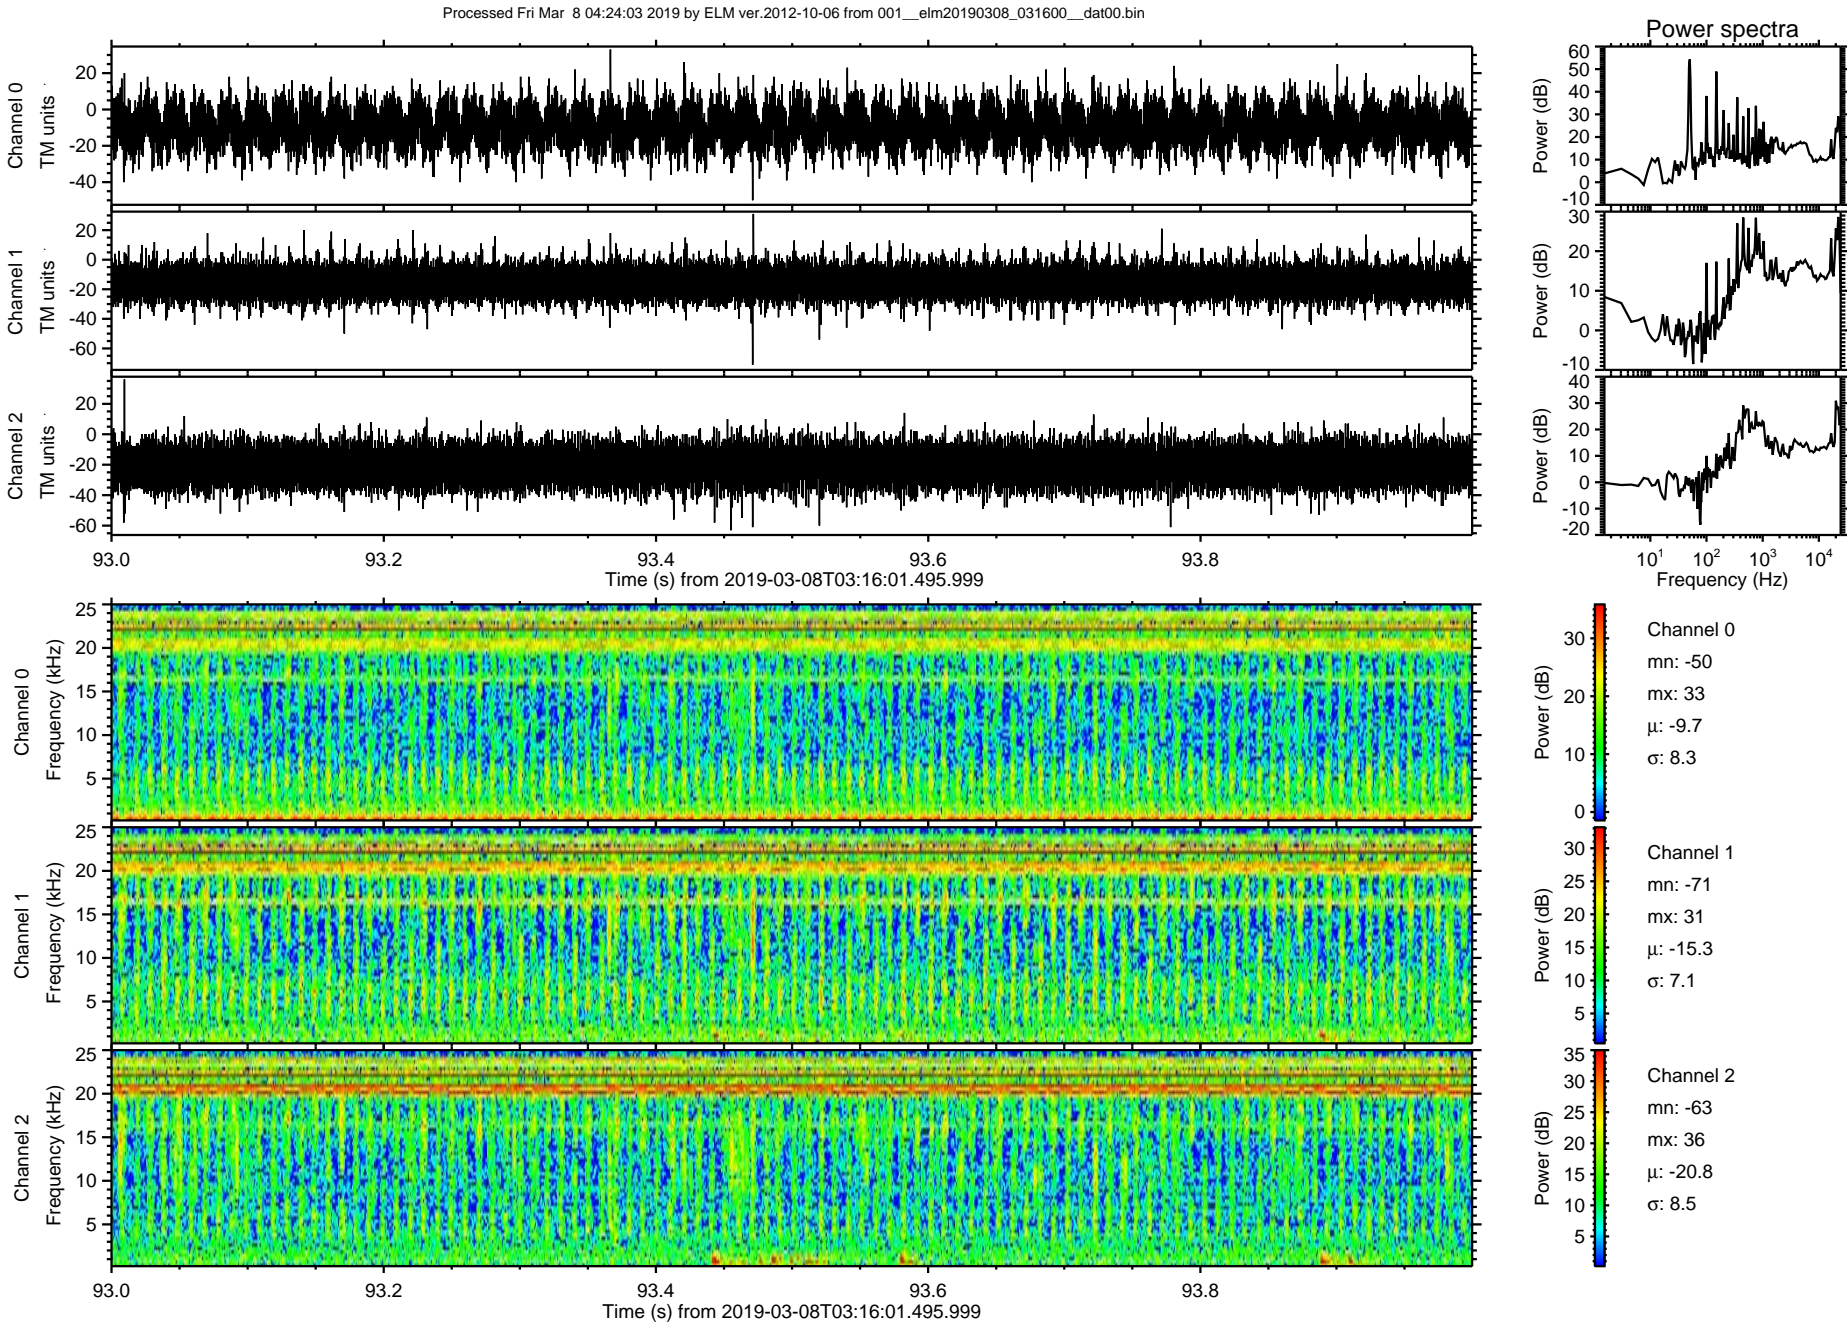 Processed Fri Mar  8 04:24:03 2019 by ELM ver.2012-10-06 from 001__elm20190308_031600__dat00.bin
Power spectra
Channel 0
TM units
20
0
-20
-40
Power (dB)
60
50
40
30
20
10
0
-10
Channel 1
TM units
20
0
-20
-40
-60
Power (dB)
30
20
10
0
-10
Channel 2
TM units
20
0
-20
-40
-60
Power (dB)
40
30
20
10
0
-10
-20
93.0 93.2 93.4 93.6 93.8
Time (s) from 2019-03-08T03:16:01.495.999
10^1 10^2 10^3 10^4
Frequency (Hz)
Channel 0
Frequency (kHz)
25
20
15
10
5
Power (dB)
30
20
10
0
Channel 0
mn: -50
mx: 33
μ: -9.7
σ: 8.3
Channel 1
Frequency (kHz)
25
20
15
10
5
Power (dB)
30
25
20
15
10
5
Channel 1
mn: -71
mx: 31
μ: -15.3
σ: 7.1
Channel 2
Frequency (kHz)
25
20
15
10
5
Power (dB)
35
30
25
20
15
10
5
Channel 2
mn: -63
mx: 36
μ: -20.8
σ: 8.5
93.0 93.2 93.4 93.6 93.8
Time (s) from 2019-03-08T03:16:01.495.999